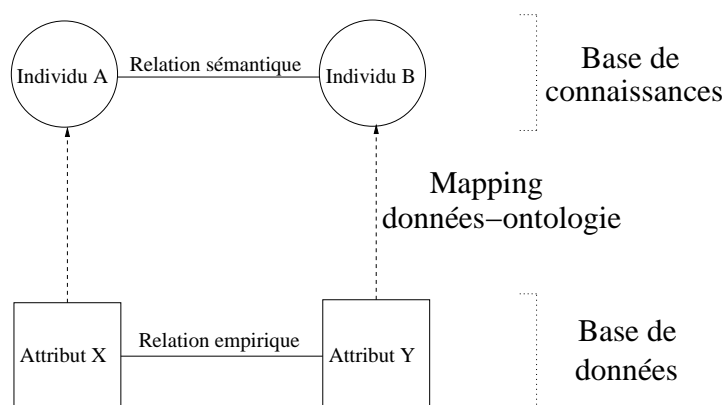 Individu A
Relation sémantique
Individu B
Base de
connaissances
Mapping
données−ontologie
Attribut X
Relation empirique
Attribut Y
Base de
données